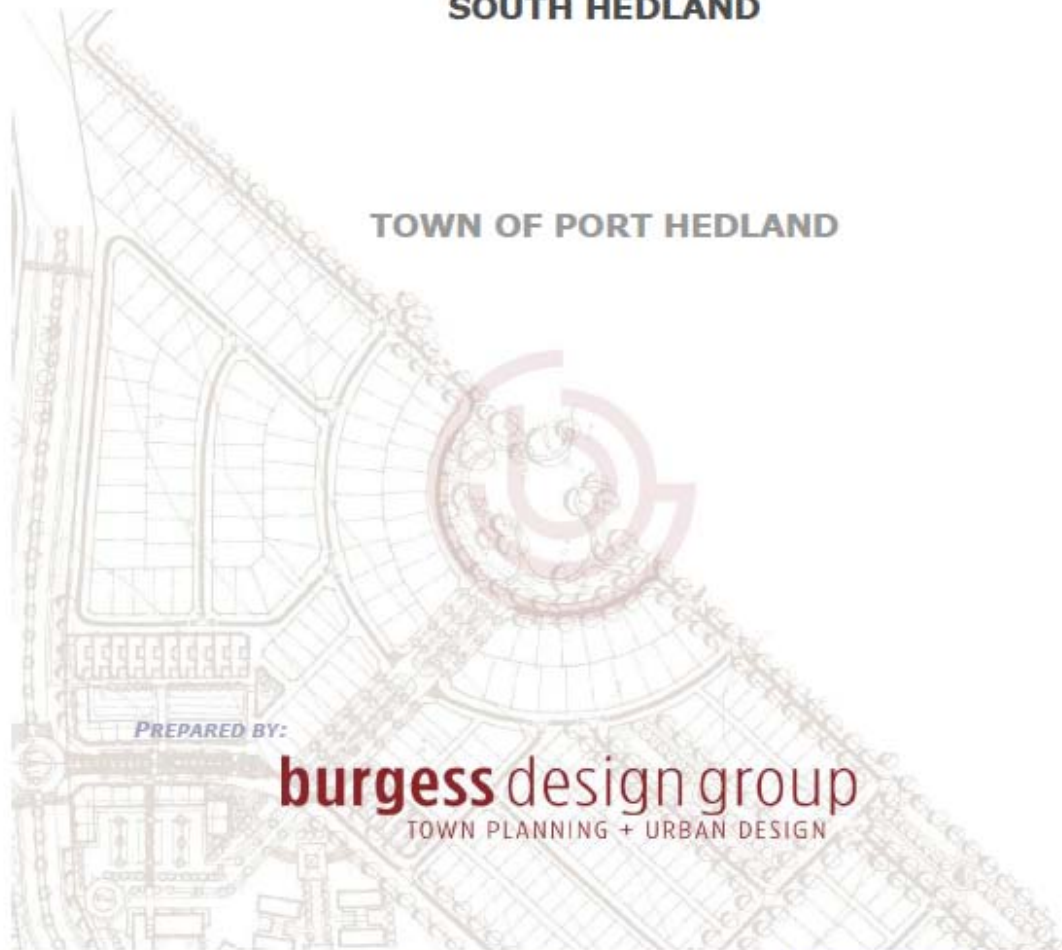 SOUTH HEDLAND
TOWN OF PORT HEDLAND
PREPARED BY:
burgess design group
TOWN PLANNING + URBAN DESIGN